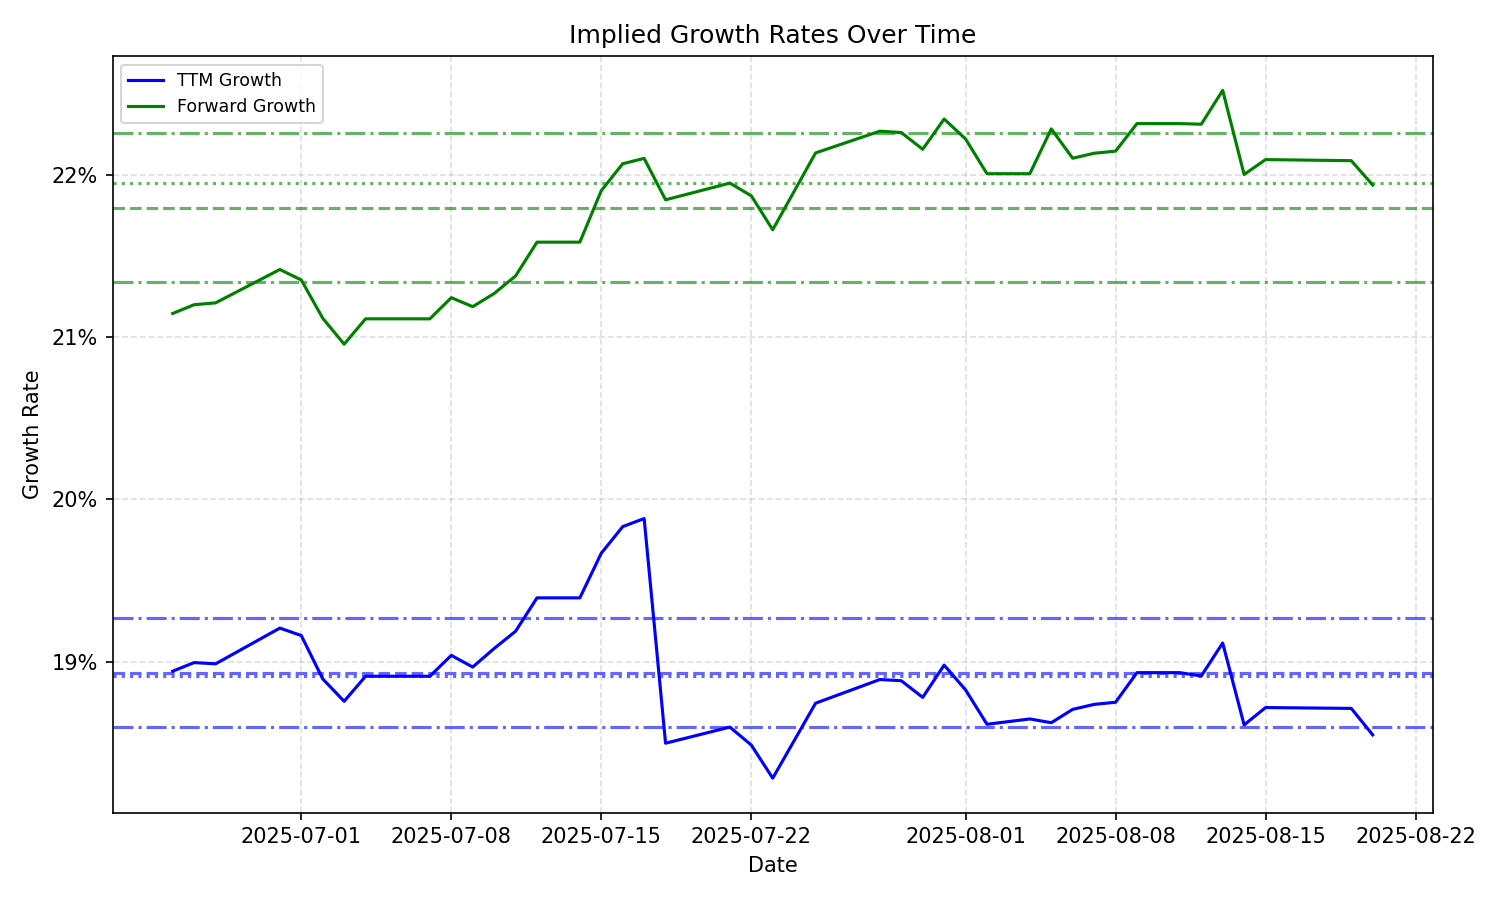 Implied Growth Rates Over Time
TTM Growth
Forward Growth
22%
21%
20%
19%
Growth Rate
2025-07-01
2025-07-08
2025-07-15
2025-07-22
2025-08-01
2025-08-08
2025-08-15
2025-08-22
Date